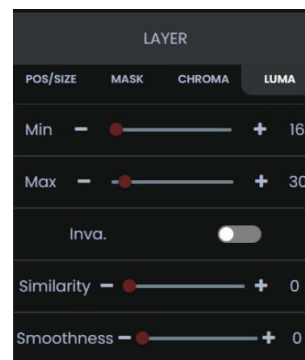 LAYER
POS/SIZE MASK CHROMA LUMA
Min − + 16
Max − + 30
Inva.
Similarity − + 0
Smoothness − + 0